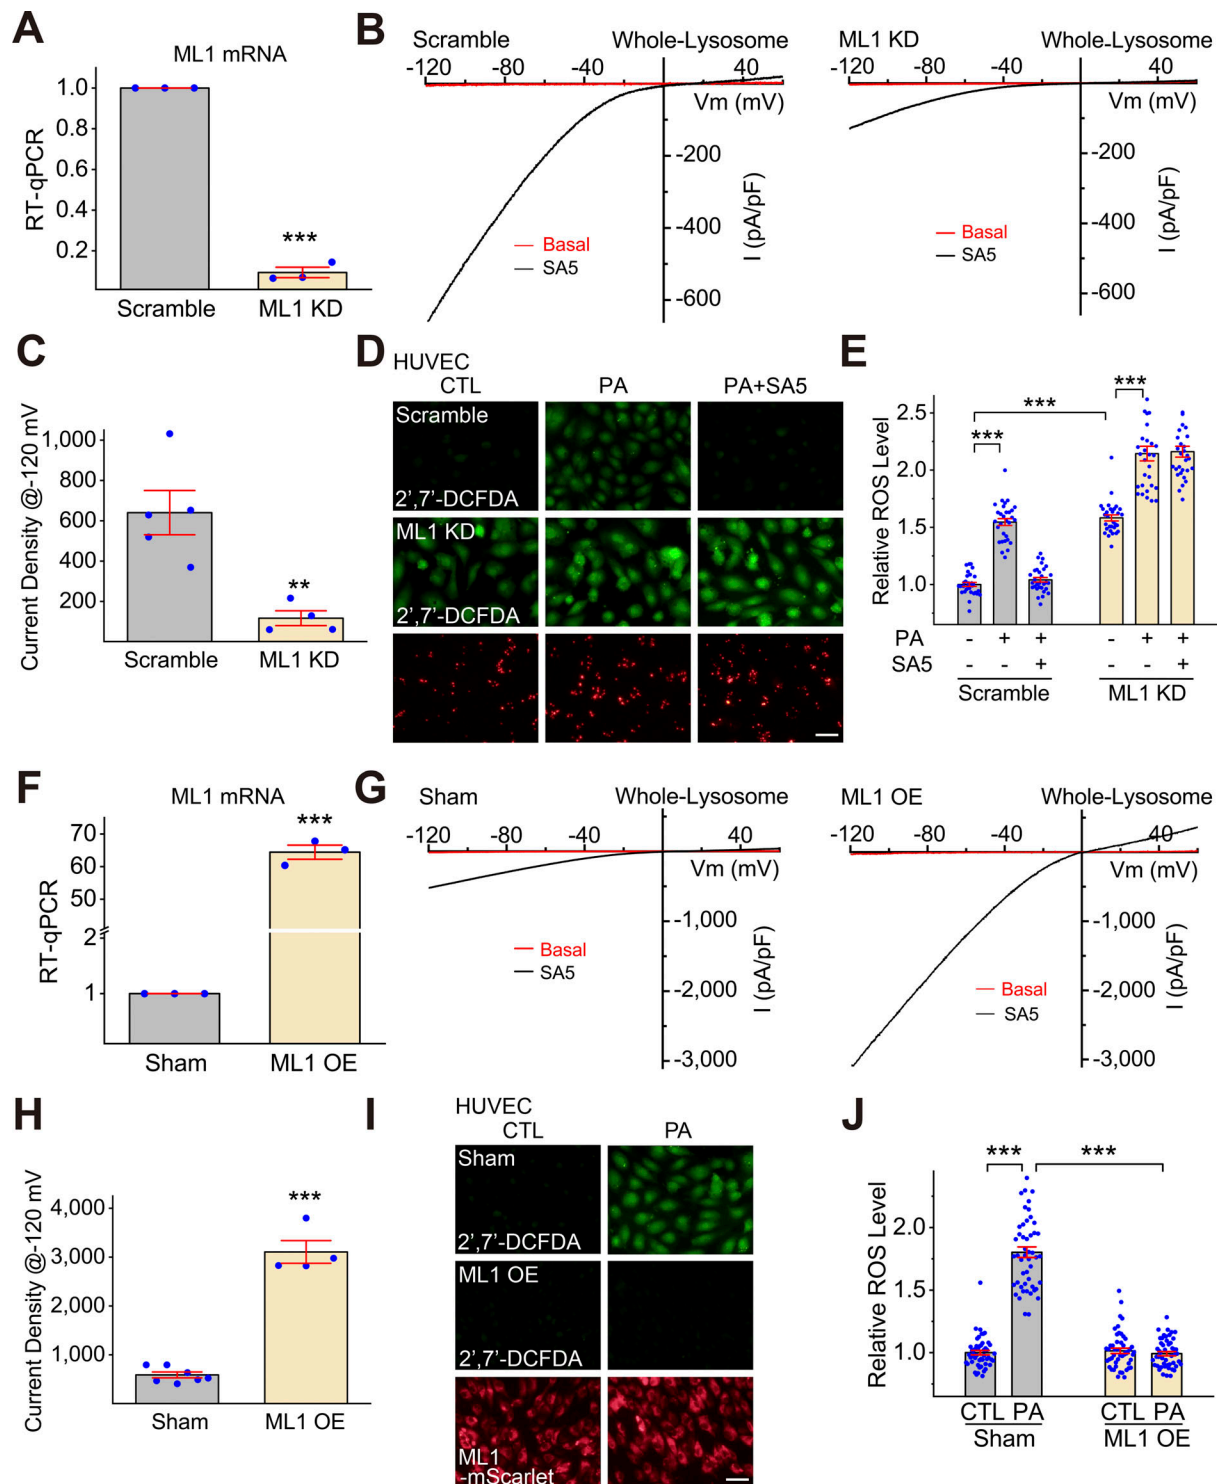 A
ML1 mRNA
RT-qPCR
1.0
0.8
0.6
0.4
0.2
***
Scramble
ML1 KD
B
Scramble
Whole-Lysosome
-120 -80 -40 40
Vm (mV)
-200
-400
-600
I (pA/pF)
Basal
SA5
ML1 KD
Whole-Lysosome
-120 -80 -40 40
Vm (mV)
-200
-400
-600
I (pA/pF)
Basal
SA5
C
Current Density @-120 mV
1,000
800
600
400
200
**
Scramble
ML1 KD
D
HUVEC
CTL PA PA+SA5
Scramble
2',7'-DCFDA
ML1 KD
2',7'-DCFDA
E
Relative ROS Level
2.5
2.0
1.5
1.0
***
***
***
PA - + + - + +
SA5 - - + - - +
Scramble ML1 KD
F
ML1 mRNA
RT-qPCR
70
60
50
2
1
***
Sham
ML1 OE
G
Sham
Whole-Lysosome
-120 -80 -40 40
Vm (mV)
-1,000
-2,000
-3,000
I (pA/pF)
Basal
SA5
ML1 OE
Whole-Lysosome
-120 -80 -40 40
Vm (mV)
-1,000
-2,000
-3,000
I (pA/pF)
Basal
SA5
H
Current Density @-120 mV
4,000
3,000
2,000
1,000
***
Sham
ML1 OE
I
HUVEC
CTL PA
Sham
2',7'-DCFDA
ML1 OE
2',7'-DCFDA
ML1
-mScarlet
J
Relative ROS Level
2.0
1.5
1.0
***
***
CTL PA CTL PA
Sham ML1 OE